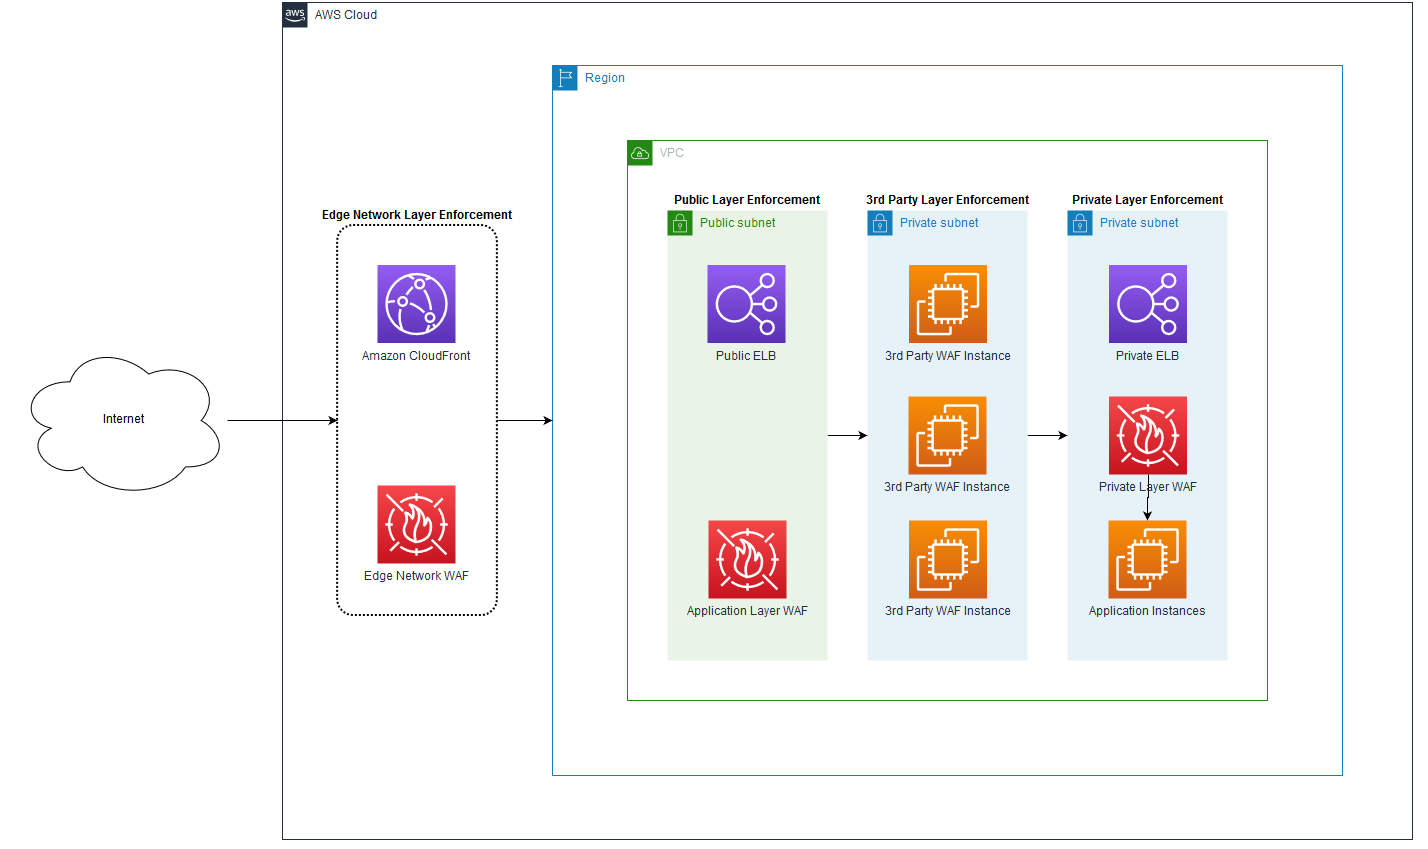 aws
AWS Cloud
Region
VPC
Edge Network Layer Enforcement
Public Layer Enforcement
3rd Party Layer Enforcement
Private Layer Enforcement
Public subnet
Private subnet
Private subnet
Amazon CloudFront
Public ELB
3rd Party WAF Instance
Private ELB
Internet
3rd Party WAF Instance
Private Layer WAF
Edge Network WAF
Application Layer WAF
3rd Party WAF Instance
Application Instances